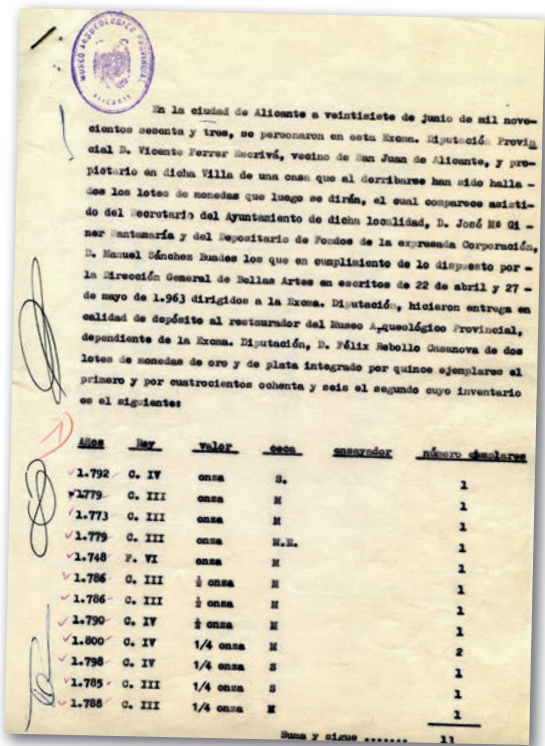 MUSEO ARQUEOLOGICO PROVINCIAL
ALICANTE
En la ciudad de Alicante a veintisiete de junio de mil nove-
cientos sesenta y tres, se personaron en esta Excma. Diputación Provin
cial D. Vicente Ferrer Escrivá, vecino de San Juan de Alicante, y pro-
pietario en dicha Villa de una casa que al derribarse han sido halla-
dos los lotes de monedas que luego se dirán, el cual comparece asisti-
do del Secretario del Ayuntamiento de dicha localidad, D. José Mª Gi -
ner Santamaría y del Depositario de Fondos de la expresada Corporación,
D. Manuel Sánchez Buades los que en cumplimiento de lo dispuesto por -
la Dirección General de Bellas Artes en escritos de 22 de abril y 27 -
de mayo de 1.963 dirigidos a la Excma. Diputación, hicieron entrega en
calidad de depósito al restaurador del Museo Arqueológico Provincial,
dependiente de la Excma. Diputación, D. Félix Rebollo Casanova de dos
lotes de monedas de oro y de plata integrado por quince ejemplares el
primero y por cuatrocientos ochenta y seis el segundo cuyo inventario
es el siguiente:
Años Rey valor ceca ensayador número ejemplares
1.792 C. IV onza S. 1
1.779 C. III onza M 1
1.773 C. III onza M 1
1.779 C. III onza M.E. 1
1.748 F. VI onza M 1
1.786 C. III ½ onza M 1
1.786 C. III ½ onza M 1
1.790 C. IV ½ onza M 1
1.800 C. IV 1/4 onza M 2
1.798 C. IV 1/4 onza S 1
1.785 C. III 1/4 onza S 1
1.788 C. III 1/4 onza M 1
Suma y sigue ....... 13